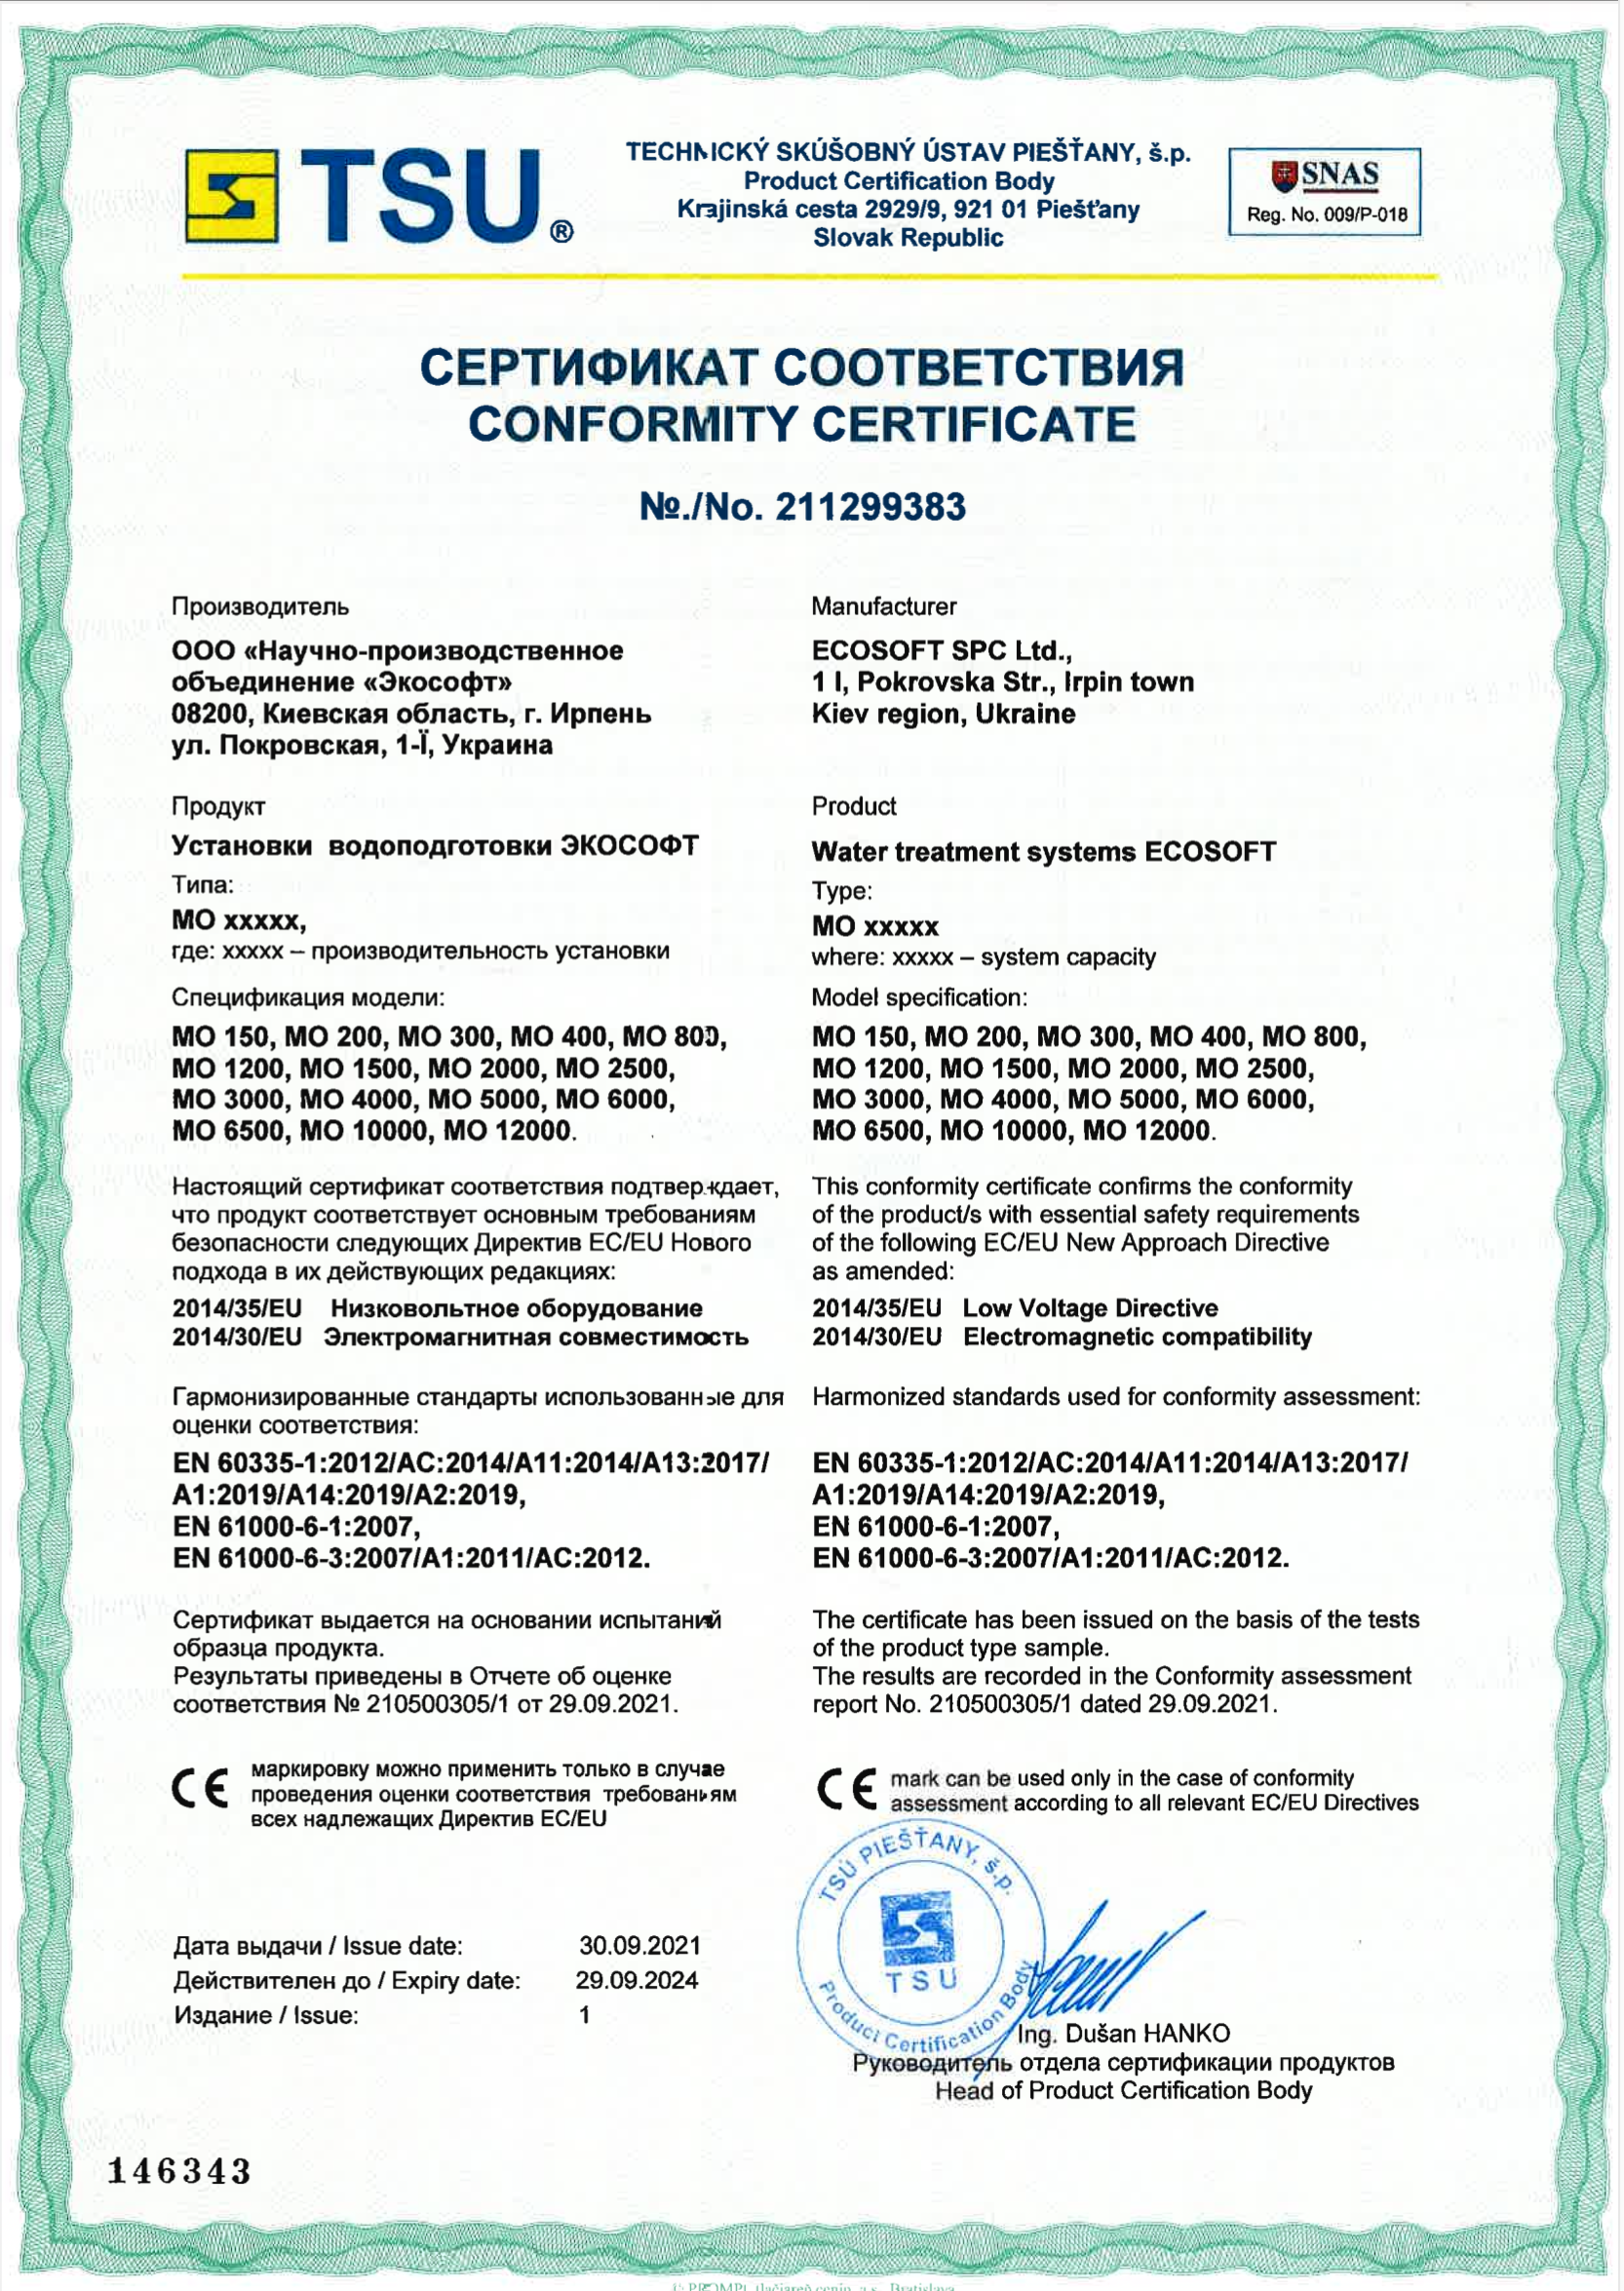 TSU®
TECHNICKÝ SKÚŠOBNÝ ÚSTAV PIEŠŤANY, š.p.
Product Certification Body
Krajinská cesta 2929/9, 921 01 Piešťany
Slovak Republic
SNAS
Reg. No. 009/P-018
СЕРТИФИКАТ СООТВЕТСТВИЯ
CONFORMITY CERTIFICATE
№./No. 211299383
Производитель
ООО «Научно-производственное
объединение «Экософт»
08200, Киевская область, г. Ирпень
ул. Покровская, 1-Ї, Украина
Продукт
Установки водоподготовки ЭКОСОФТ
Типа:
МО xxxxx,
где: xxxxx – производительность установки
Спецификация модели:
МО 150, МО 200, МО 300, МО 400, МО 800,
МО 1200, МО 1500, МО 2000, МО 2500,
МО 3000, МО 4000, МО 5000, МО 6000,
МО 6500, МО 10000, МО 12000.
Настоящий сертификат соответствия подтверждает,
что продукт соответствует основным требованиям
безопасности следующих Директив EC/EU Нового
подхода в их действующих редакциях:
2014/35/EU Низковольтное оборудование
2014/30/EU Электромагнитная совместимость
Гармонизированные стандарты использованные для
оценки соответствия:
EN 60335-1:2012/AC:2014/A11:2014/A13:2017/
A1:2019/A14:2019/A2:2019,
EN 61000-6-1:2007,
EN 61000-6-3:2007/A1:2011/AC:2012.
Сертификат выдается на основании испытаний
образца продукта.
Результаты приведены в Отчете об оценке
соответствия № 210500305/1 от 29.09.2021.
CE маркировку можно применить только в случае
проведения оценки соответствия требованиям
всех надлежащих Директив EC/EU
Manufacturer
ECOSOFT SPC Ltd.,
1 I, Pokrovska Str., Irpin town
Kiev region, Ukraine
Product
Water treatment systems ECOSOFT
Type:
MO xxxxx
where: xxxxx – system capacity
Model specification:
MO 150, MO 200, MO 300, MO 400, MO 800,
MO 1200, MO 1500, MO 2000, MO 2500,
MO 3000, MO 4000, MO 5000, MO 6000,
MO 6500, MO 10000, MO 12000.
This conformity certificate confirms the conformity
of the product/s with essential safety requirements
of the following EC/EU New Approach Directive
as amended:
2014/35/EU Low Voltage Directive
2014/30/EU Electromagnetic compatibility
Harmonized standards used for conformity assessment:
EN 60335-1:2012/AC:2014/A11:2014/A13:2017/
A1:2019/A14:2019/A2:2019,
EN 61000-6-1:2007,
EN 61000-6-3:2007/A1:2011/AC:2012.
The certificate has been issued on the basis of the tests
of the product type sample.
The results are recorded in the Conformity assessment
report No. 210500305/1 dated 29.09.2021.
CE mark can be used only in the case of conformity
assessment according to all relevant EC/EU Directives
Дата выдачи / Issue date: 30.09.2021
Действителен до / Expiry date: 29.09.2024
Издание / Issue: 1
TSÚ PIEŠŤANY, š.p.
TSU
Product Certification Body
Ing. Dušan HANKO
Руководитель отдела сертификации продуктов
Head of Product Certification Body
146343